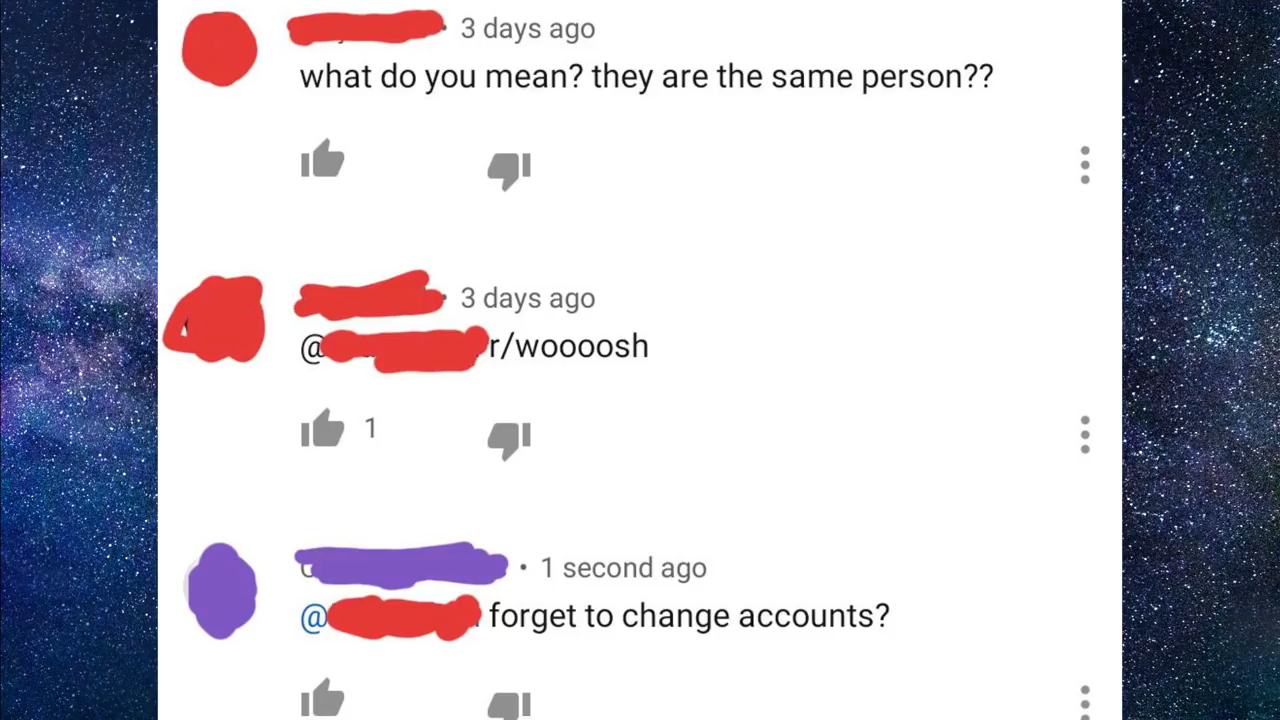 3 days ago
what do you mean? they are the same person??
3 days ago
@ r/woooosh
1
• 1 second ago
@ forget to change accounts?